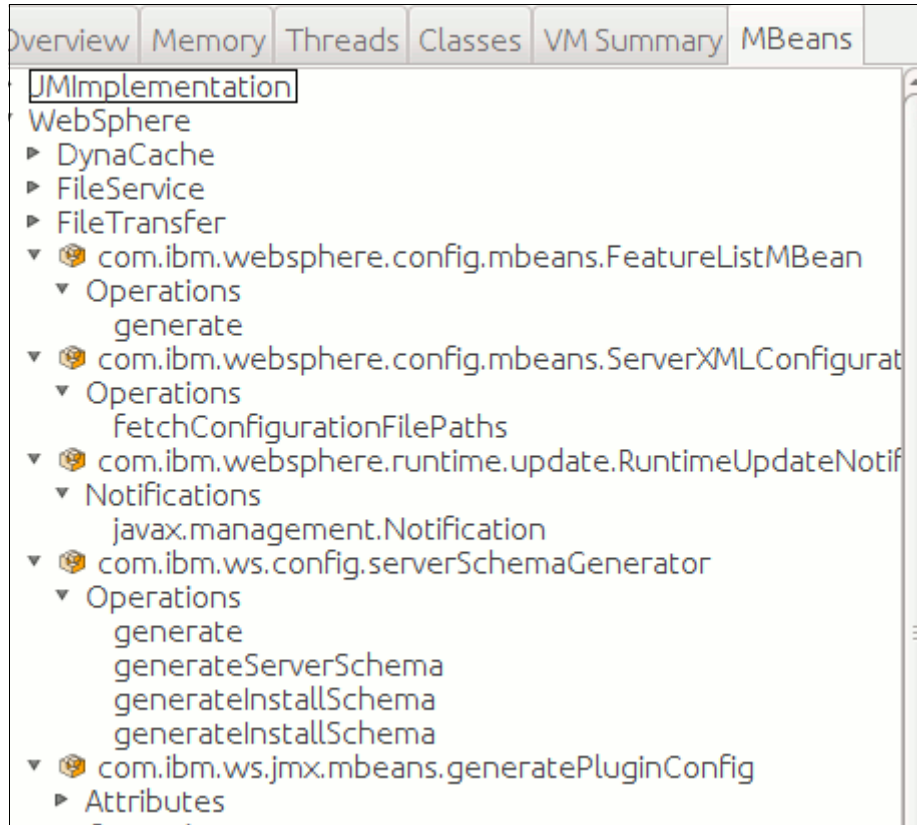 Overview Memory Threads Classes VM Summary MBeans
JMImplementation
WebSphere
DynaCache
FileService
FileTransfer
com.ibm.websphere.config.mbeans.FeatureListMBean
Operations
generate
com.ibm.websphere.config.mbeans.ServerXMLConfigurat
Operations
fetchConfigurationFilePaths
com.ibm.websphere.runtime.update.RuntimeUpdateNotif
Notifications
javax.management.Notification
com.ibm.ws.config.serverSchemaGenerator
Operations
generate
generateServerSchema
generateInstallSchema
generateInstallSchema
com.ibm.ws.jmx.mbeans.generatePluginConfig
Attributes